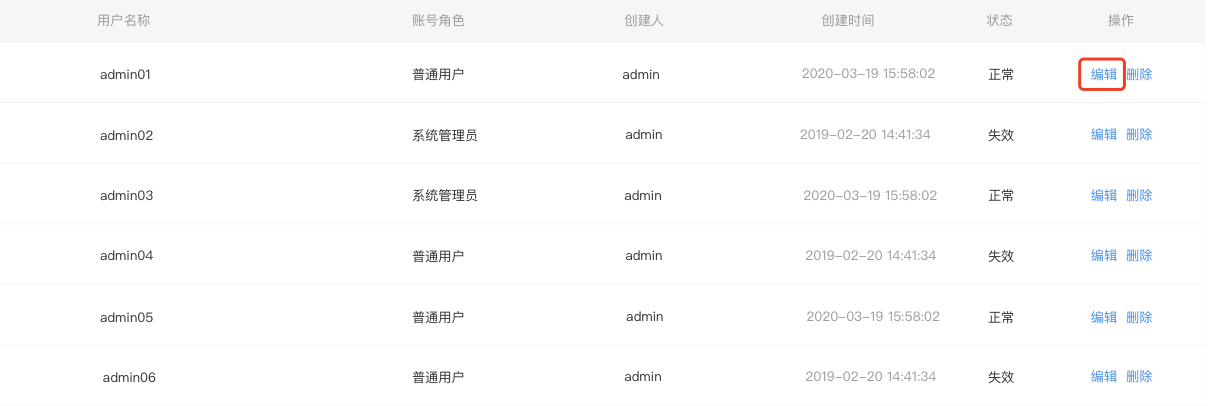 用户名称 账号角色 创建人 创建时间 状态 操作
admin01 普通用户 admin 2020-03-19 15:58:02 正常 编辑 删除
admin02 系统管理员 admin 2019-02-20 14:41:34 失效 编辑 删除
admin03 系统管理员 admin 2020-03-19 15:58:02 正常 编辑 删除
admin04 普通用户 admin 2019-02-20 14:41:34 失效 编辑 删除
admin05 普通用户 admin 2020-03-19 15:58:02 正常 编辑 删除
admin06 普通用户 admin 2019-02-20 14:41:34 失效 编辑 删除